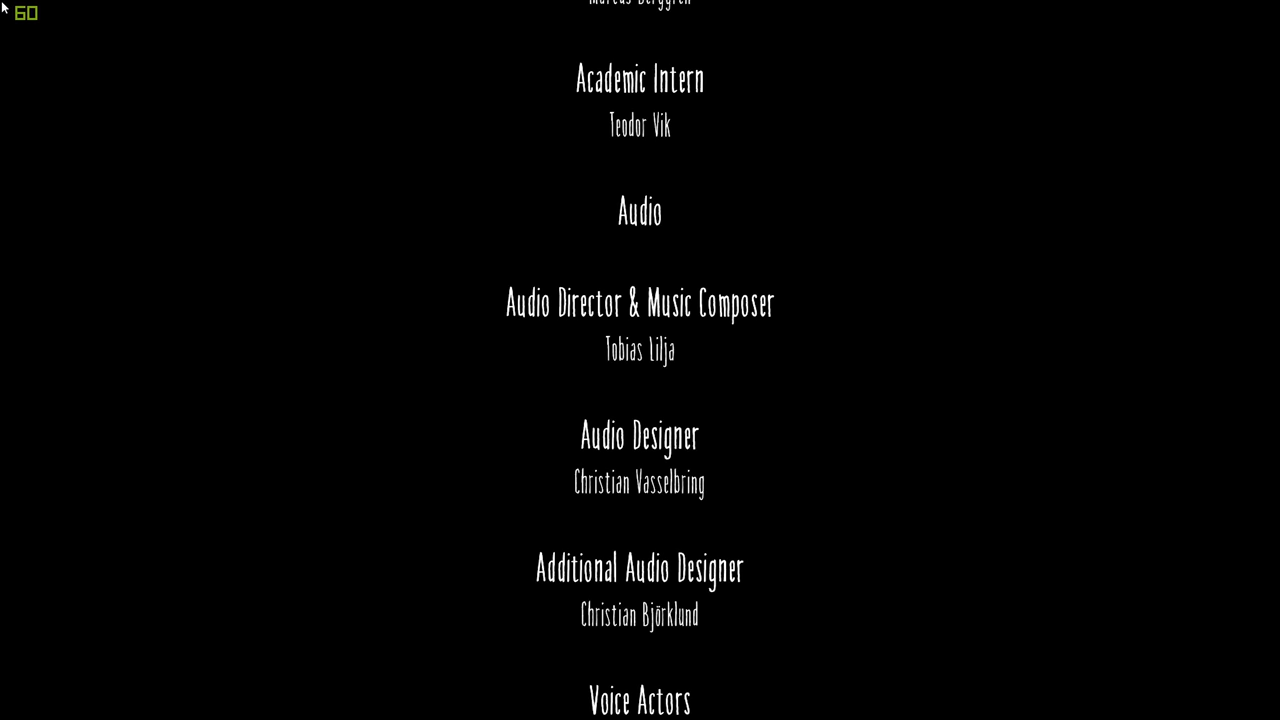 60
Academic Intern
Teodor Vik
Audio
Audio Director & Music Composer
Tobias Lilja
Audio Designer
Christian Vasselbring
Additional Audio Designer
Christian Björklund
Voice Actors